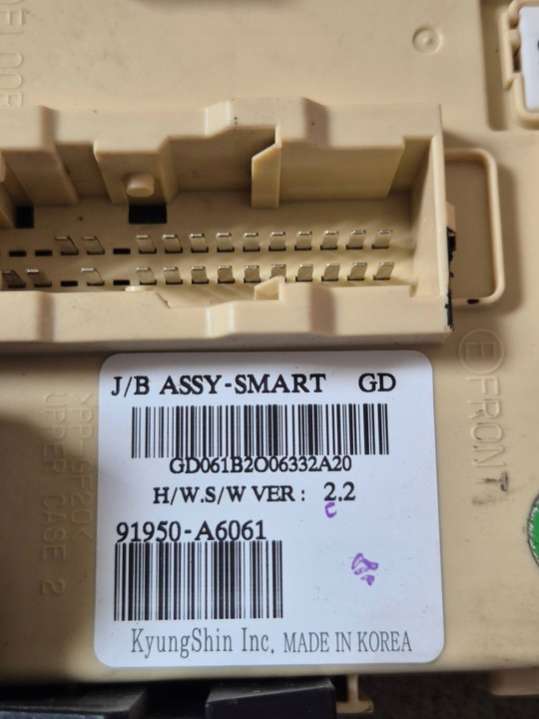 J/B ASSY-SMART GD
GD061B2O06332A20
H/W.S/W VER : 2.2
C
91950-A6061
KyungShin Inc. MADE IN KOREA
E FRONT
UPPER CASE 2